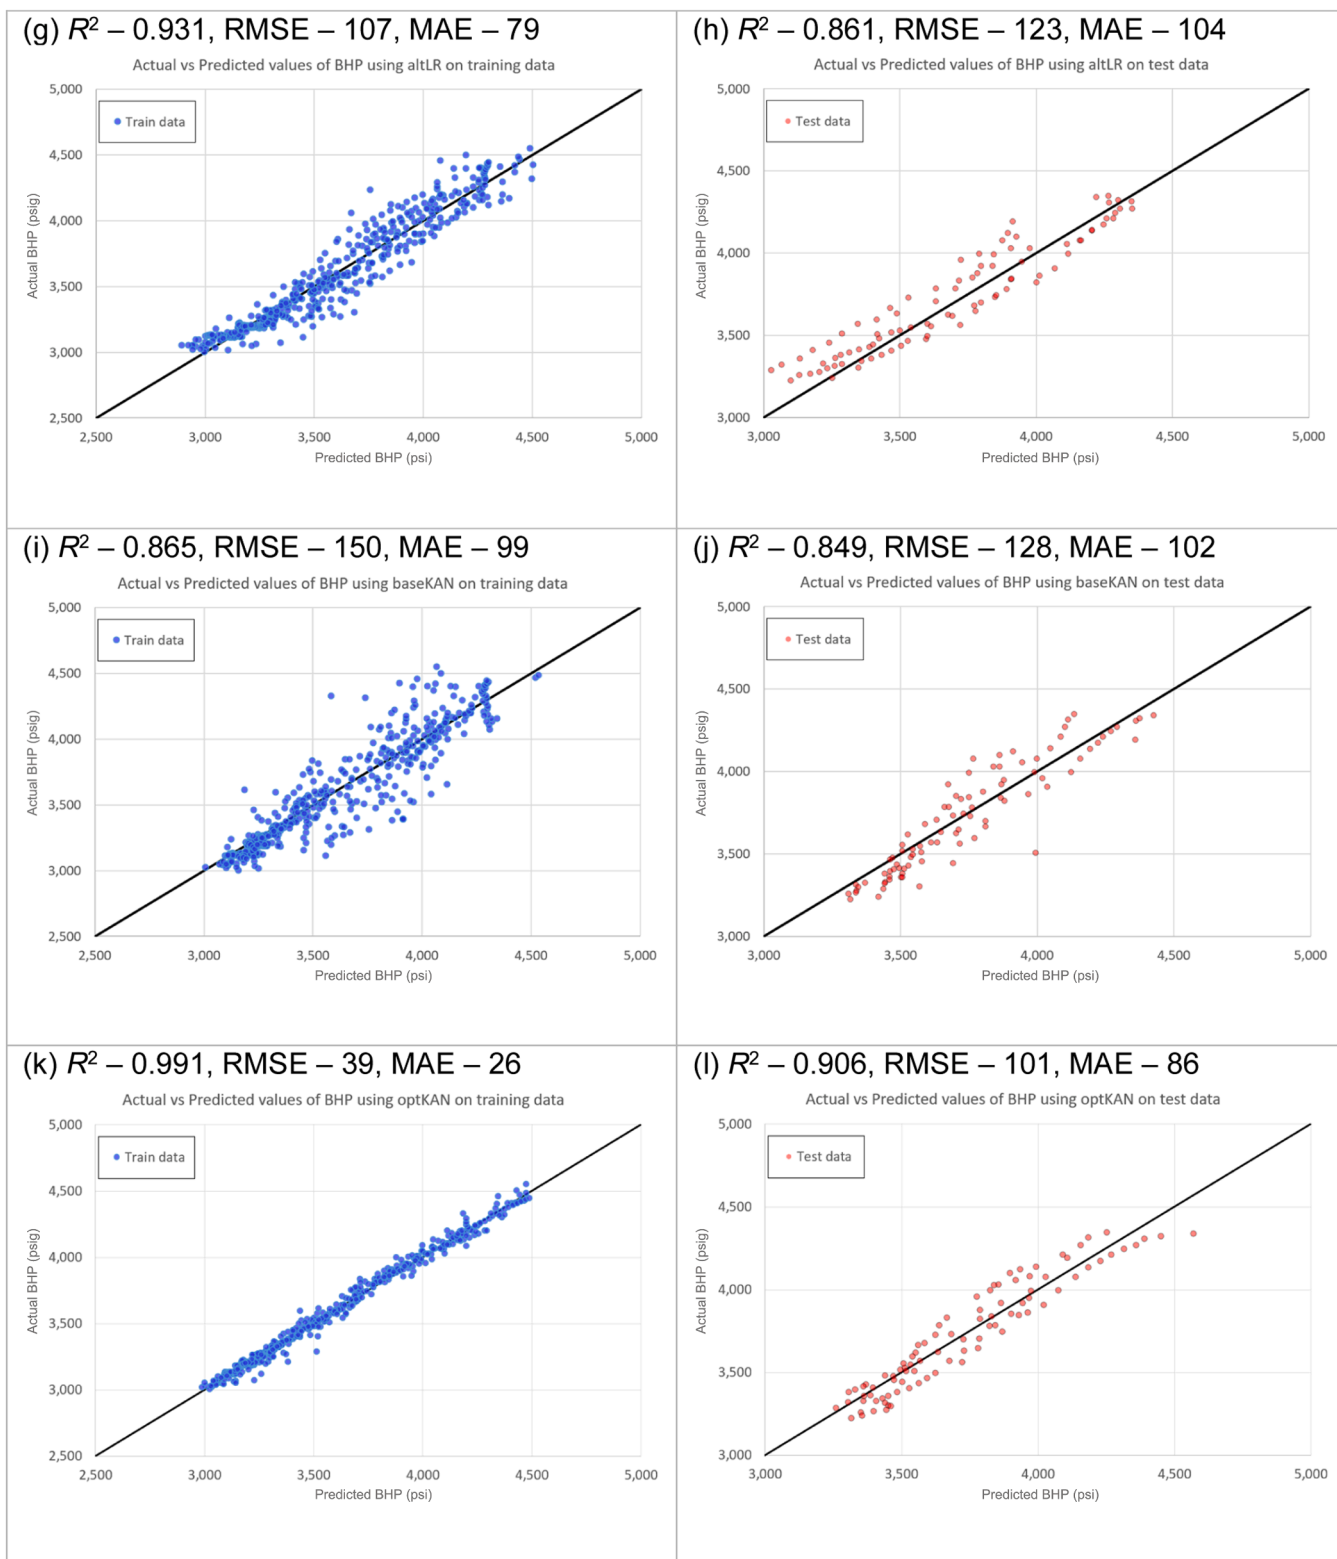 (g) R² – 0.931, RMSE – 107, MAE – 79
Actual vs Predicted values of BHP using altLR on training data
5,000
Train data
4,500
4,000
3,500
3,000
2,500
Actual BHP (psig)
2,500 3,000 3,500 4,000 4,500 5,000
Predicted BHP (psi)
(h) R² – 0.861, RMSE – 123, MAE – 104
Actual vs Predicted values of BHP using altLR on test data
5,000
Test data
4,500
4,000
3,500
3,000
Actual BHP (psig)
3,000 3,500 4,000 4,500 5,000
Predicted BHP (psi)
(i) R² – 0.865, RMSE – 150, MAE – 99
Actual vs Predicted values of BHP using baseKAN on training data
5,000
Train data
4,500
4,000
3,500
3,000
2,500
Actual BHP (psig)
2,500 3,000 3,500 4,000 4,500 5,000
Predicted BHP (psi)
(j) R² – 0.849, RMSE – 128, MAE – 102
Actual vs Predicted values of BHP using baseKAN on test data
5,000
Test data
4,500
4,000
3,500
3,000
Actual BHP (psig)
3,000 3,500 4,000 4,500 5,000
Predicted BHP (psi)
(k) R² – 0.991, RMSE – 39, MAE – 26
Actual vs Predicted values of BHP using optKAN on training data
5,000
Train data
4,500
4,000
3,500
3,000
2,500
Actual BHP (psig)
2,500 3,000 3,500 4,000 4,500 5,000
Predicted BHP (psi)
(l) R² – 0.906, RMSE – 101, MAE – 86
Actual vs Predicted values of BHP using optKAN on test data
5,000
Test data
4,500
4,000
3,500
3,000
Actual BHP (psig)
3,000 3,500 4,000 4,500 5,000
Predicted BHP (psi)